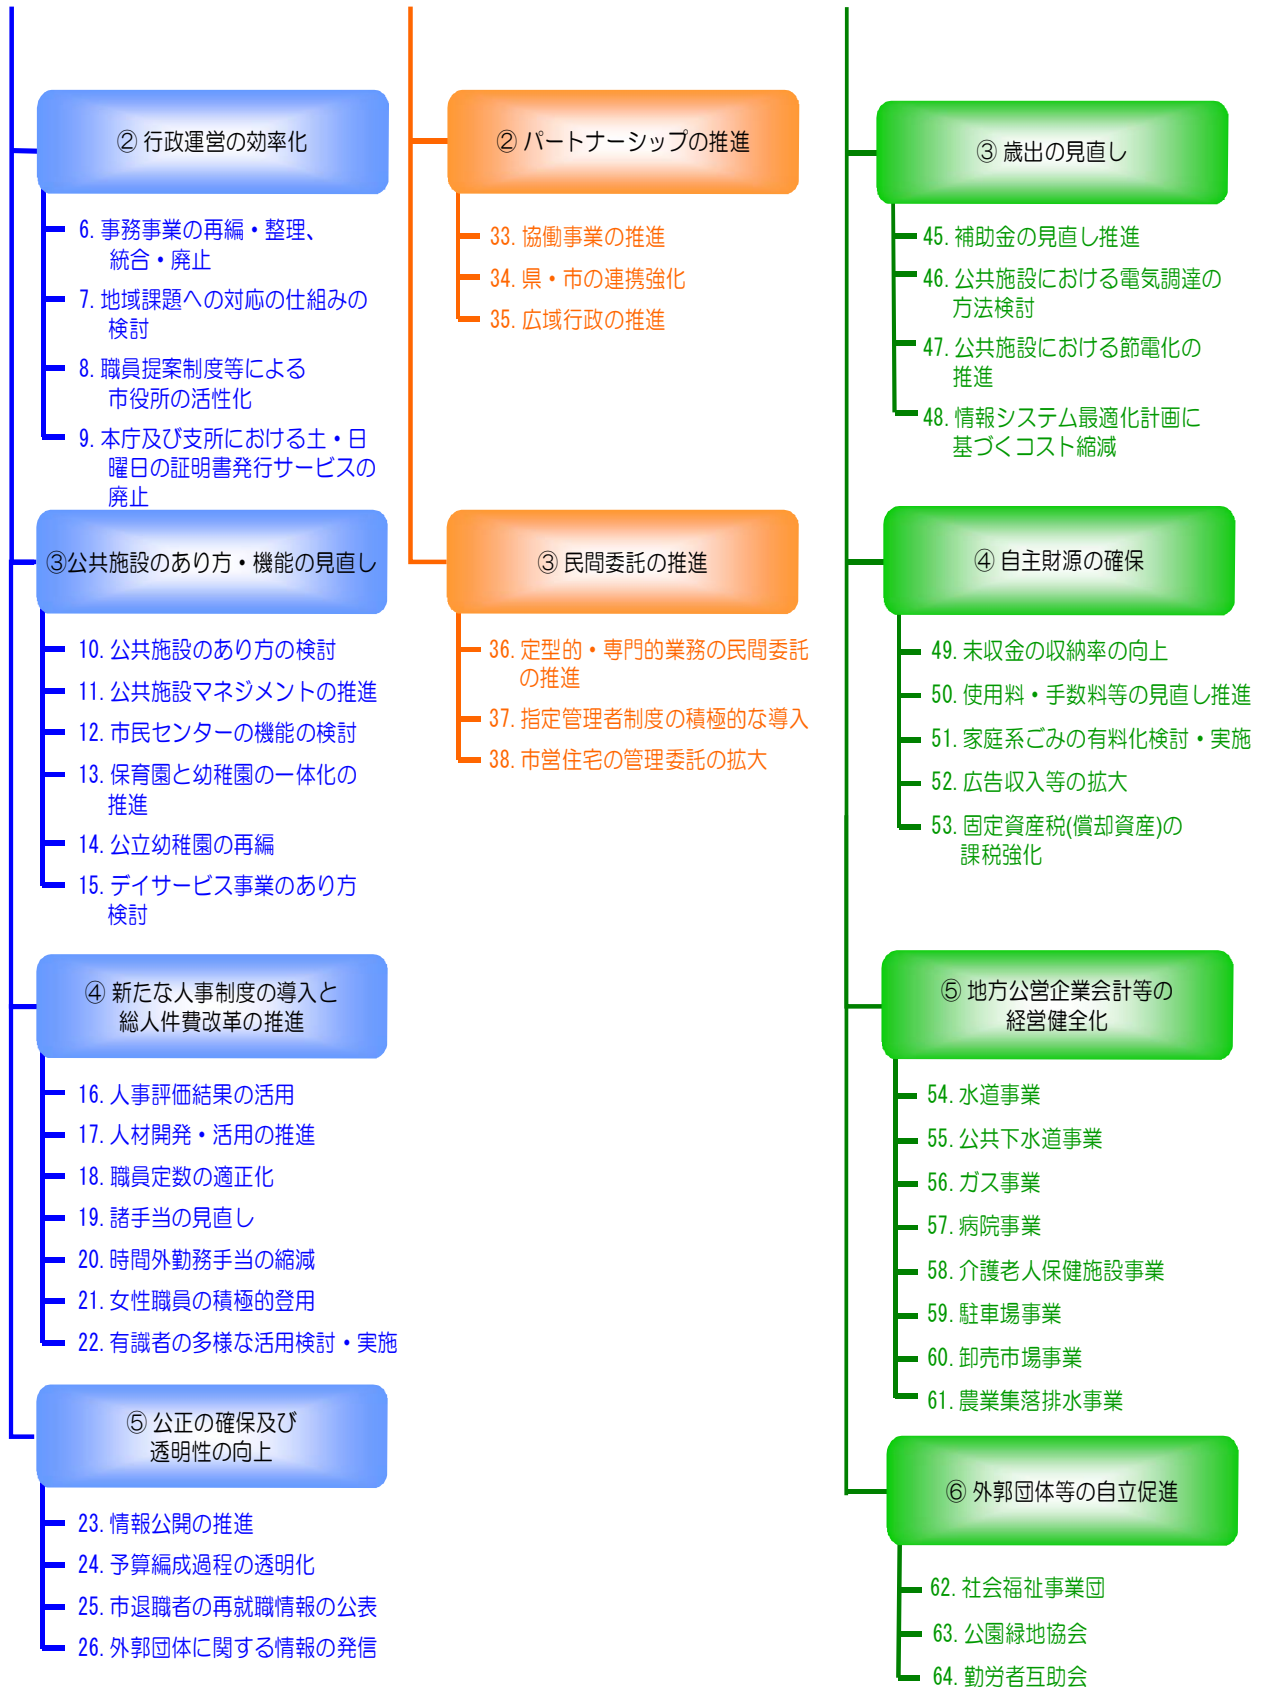 ② 行政運営の効率化
6. 事務事業の再編・整理、
統合・廃止
7. 地域課題への対応の仕組みの
検討
8. 職員提案制度等による
市役所の活性化
9. 本庁及び支所における土・日
曜日の証明書発行サービスの
廃止
③公共施設のあり方・機能の見直し
10. 公共施設のあり方の検討
11. 公共施設マネジメントの推進
12. 市民センターの機能の検討
13. 保育園と幼稚園の一体化の
推進
14. 公立幼稚園の再編
15. デイサービス事業のあり方
検討
④ 新たな人事制度の導入と
総人件費改革の推進
16. 人事評価結果の活用
17. 人材開発・活用の推進
18. 職員定数の適正化
19. 諸手当の見直し
20. 時間外勤務手当の縮減
21. 女性職員の積極的登用
22. 有識者の多様な活用検討・実施
⑤ 公正の確保及び
透明性の向上
23. 情報公開の推進
24. 予算編成過程の透明化
25. 市退職者の再就職情報の公表
26. 外郭団体に関する情報の発信
② パートナーシップの推進
33. 協働事業の推進
34. 県・市の連携強化
35. 広域行政の推進
③ 民間委託の推進
36. 定型的・専門的業務の民間委託
の推進
37. 指定管理者制度の積極的な導入
38. 市営住宅の管理委託の拡大
③ 歳出の見直し
45. 補助金の見直し推進
46. 公共施設における電気調達の
方法検討
47. 公共施設における節電化の
推進
48. 情報システム最適化計画に
基づくコスト縮減
④ 自主財源の確保
49. 未収金の収納率の向上
50. 使用料・手数料等の見直し推進
51. 家庭系ごみの有料化検討・実施
52. 広告収入等の拡大
53. 固定資産税(償却資産)の
課税強化
⑤ 地方公営企業会計等の
経営健全化
54. 水道事業
55. 公共下水道事業
56. ガス事業
57. 病院事業
58. 介護老人保健施設事業
59. 駐車場事業
60. 卸売市場事業
61. 農業集落排水事業
⑥ 外郭団体等の自立促進
62. 社会福祉事業団
63. 公園緑地協会
64. 勤労者互助会